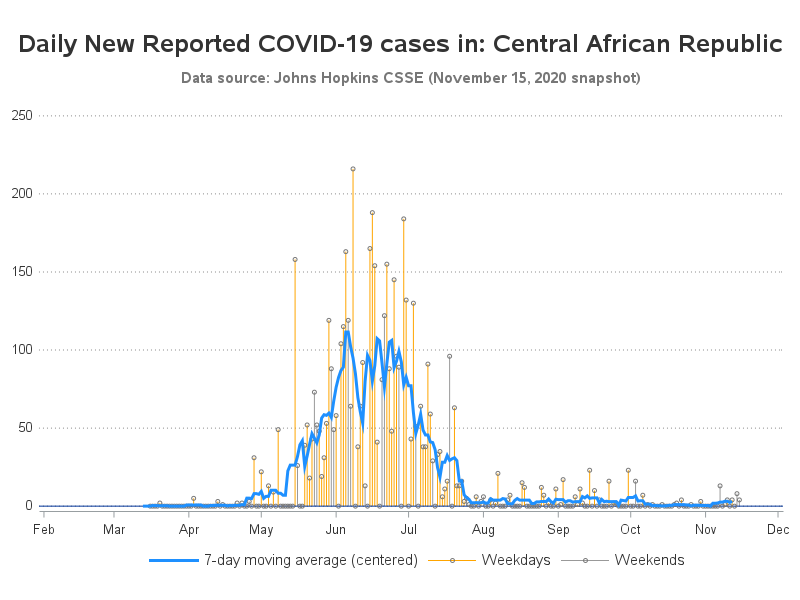 Daily New Reported COVID-19 cases in: Central African Republic
Data source: Johns Hopkins CSSE (November 15, 2020 snapshot)
250
200
150
100
50
0
Feb Mar Apr May Jun Jul Aug Sep Oct Nov Dec
7-day moving average (centered) Weekdays Weekends